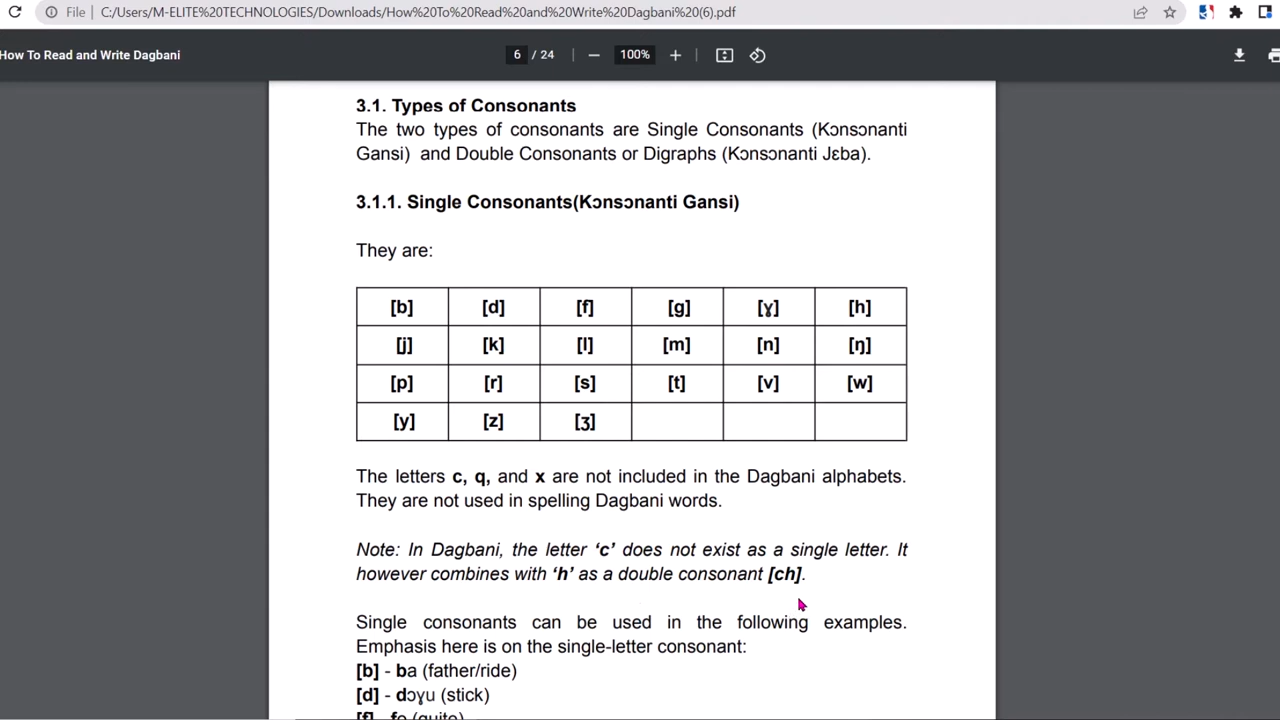 File
C:/Users/M-ELITE%20TECHNOLOGIES/Downloads/How%20To%20Read%20and%20Write%20Dagbani%20(6).pdf
How To Read and Write Dagbani
6 / 24
100%
3.1. Types of Consonants
The two types of consonants are Single Consonants (Kɔnsɔnanti
Gansi) and Double Consonants or Digraphs (Kɔnsɔnanti Jɛba).
3.1.1. Single Consonants(Kɔnsɔnanti Gansi)
They are:
[b] [d] [f] [g] [ɣ] [h]
[j] [k] [l] [m] [n] [ŋ]
[p] [r] [s] [t] [v] [w]
[y] [z] [ʒ]
The letters c, q, and x are not included in the Dagbani alphabets.
They are not used in spelling Dagbani words.
Note: In Dagbani, the letter ‘c’ does not exist as a single letter. It
however combines with ‘h’ as a double consonant [ch].
Single consonants can be used in the following examples.
Emphasis here is on the single-letter consonant:
[b] - ba (father/ride)
[d] - dɔɣu (stick)
[f] - fo (quite)